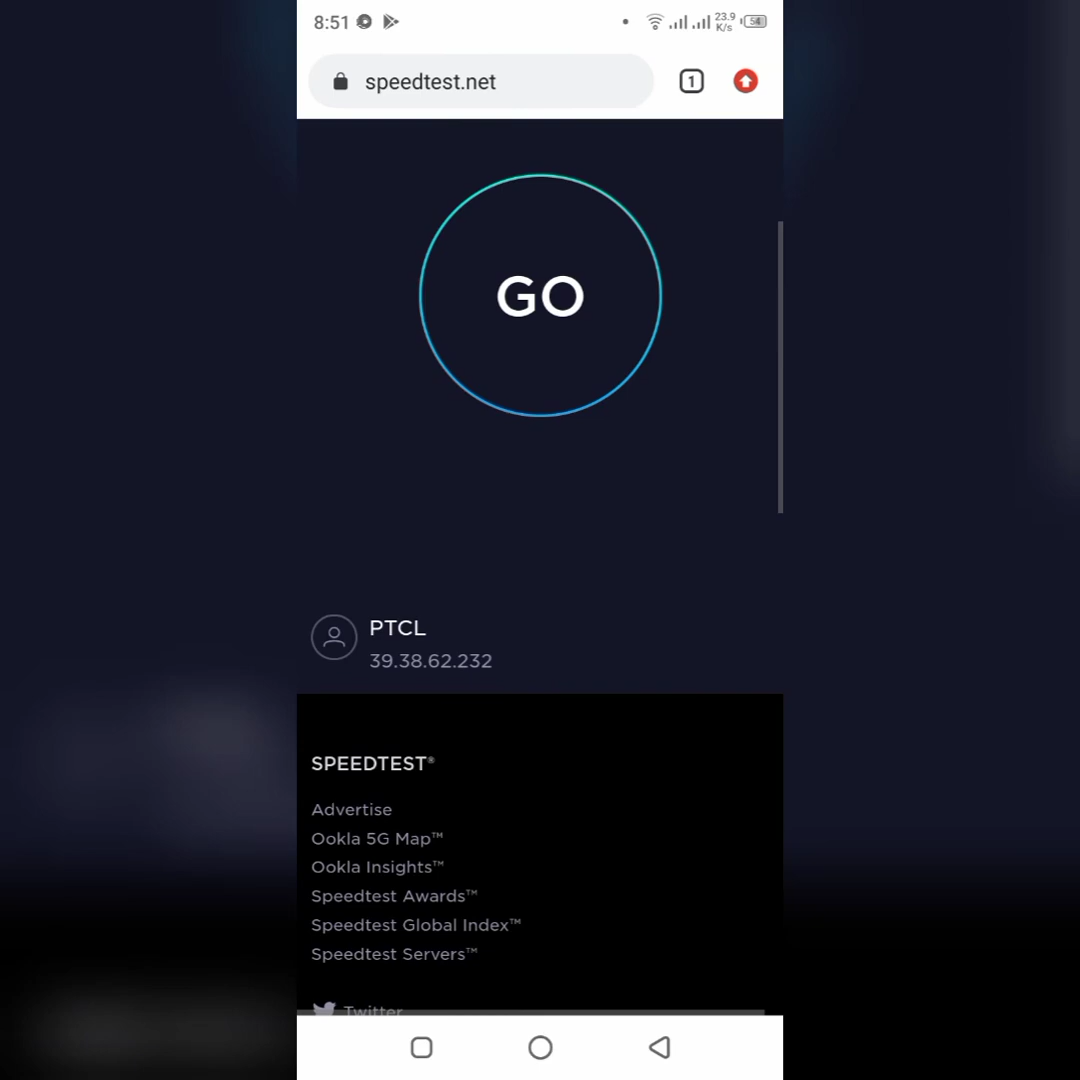 8:51
23.9
K/s
54
speedtest.net
1
GO
PTCL
39.38.62.232
SPEEDTEST®
Advertise
Ookla 5G Map™
Ookla Insights™
Speedtest Awards™
Speedtest Global Index™
Speedtest Servers™
Twitter